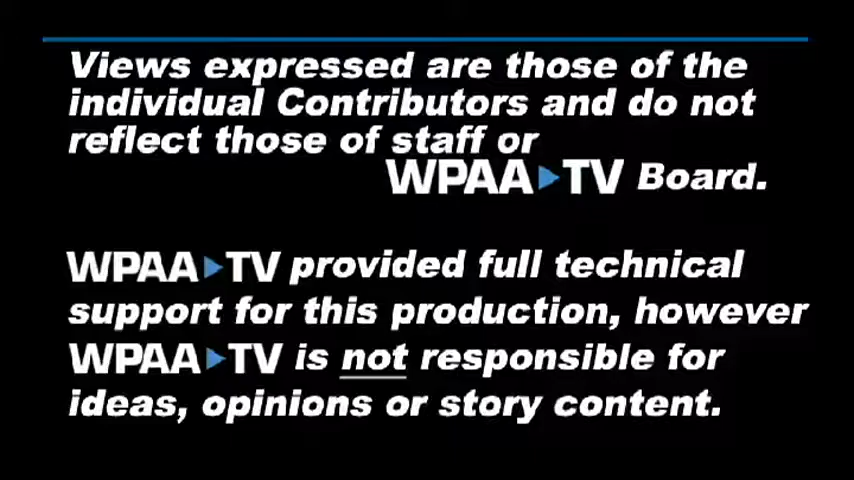 Views expressed are those of the
individual Contributors and do not
reflect those of staff or
WPAA TV Board.
WPAA TV provided full technical
support for this production, however
WPAA TV is not responsible for
ideas, opinions or story content.